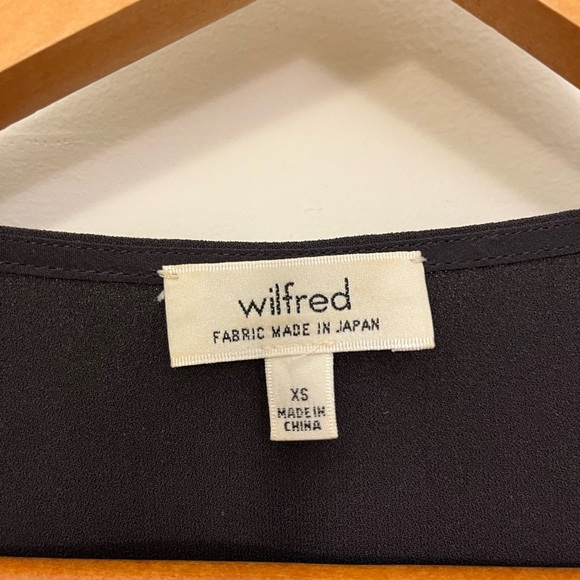 wilfred
FABRIC MADE IN JAPAN
XS
MADE IN
CHINA